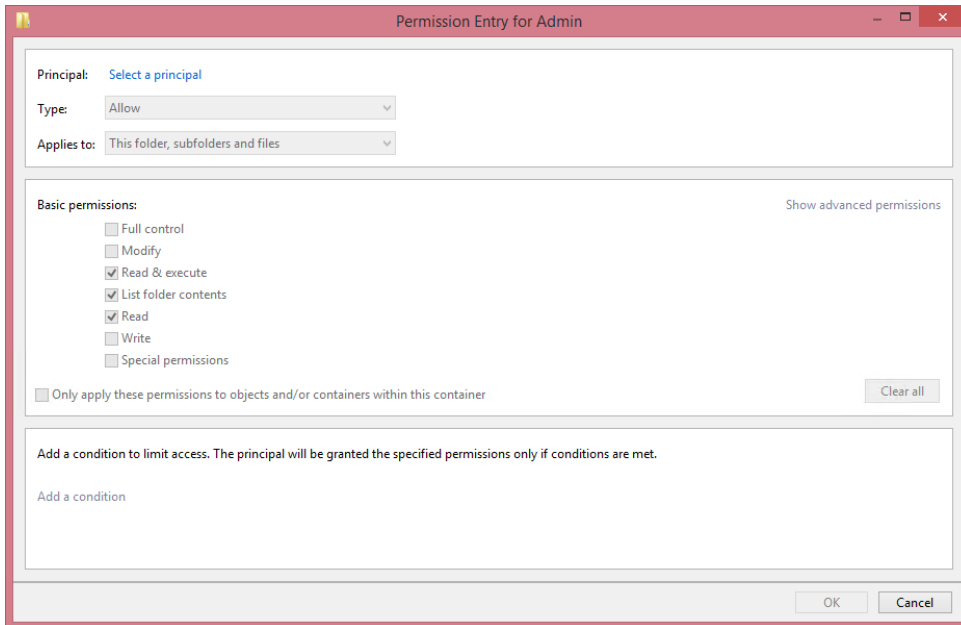 Permission Entry for Admin
Principal: Select a principal
Type: Allow
Applies to: This folder, subfolders and files
Basic permissions: Show advanced permissions
Full control
Modify
Read & execute
List folder contents
Read
Write
Special permissions
Only apply these permissions to objects and/or containers within this container Clear all
Add a condition to limit access. The principal will be granted the specified permissions only if conditions are met.
Add a condition
OK Cancel